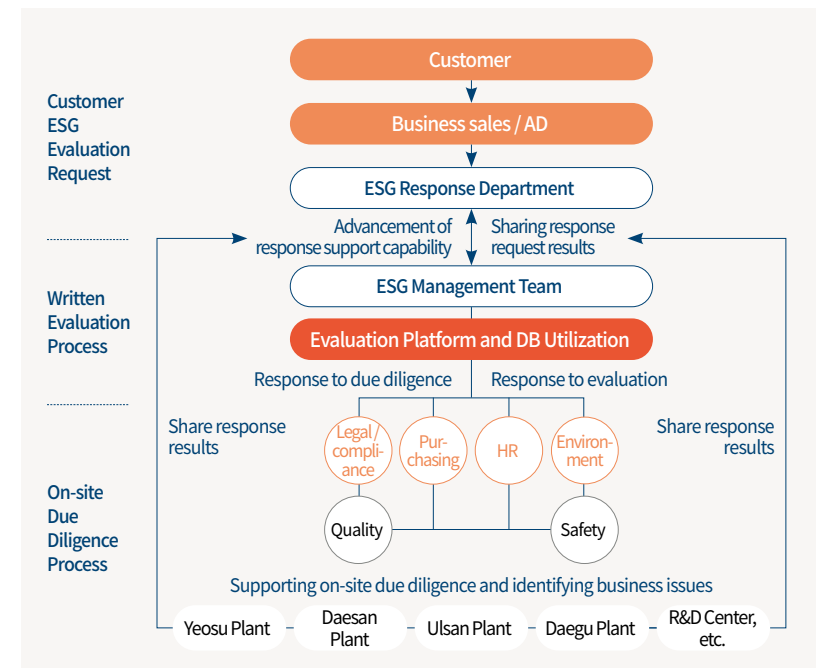 Customer
ESG
Evaluation
Request
Customer
Business sales / AD
ESG Response Department
Advancement of
response support capability
Sharing response
request results
Written
Evaluation
Process
ESG Management Team
Evaluation Platform and DB Utilization
Response to due diligence
Response to evaluation
Share response
results
Legal /
compli-
ance
Pur-
chasing
HR
Environ-
ment
Share response
results
On-site
Due
Diligence
Process
Quality
Safety
Supporting on-site due diligence and identifying business issues
Yeosu Plant
Daesan
Plant
Ulsan Plant
Daegu Plant
R&D Center,
etc.